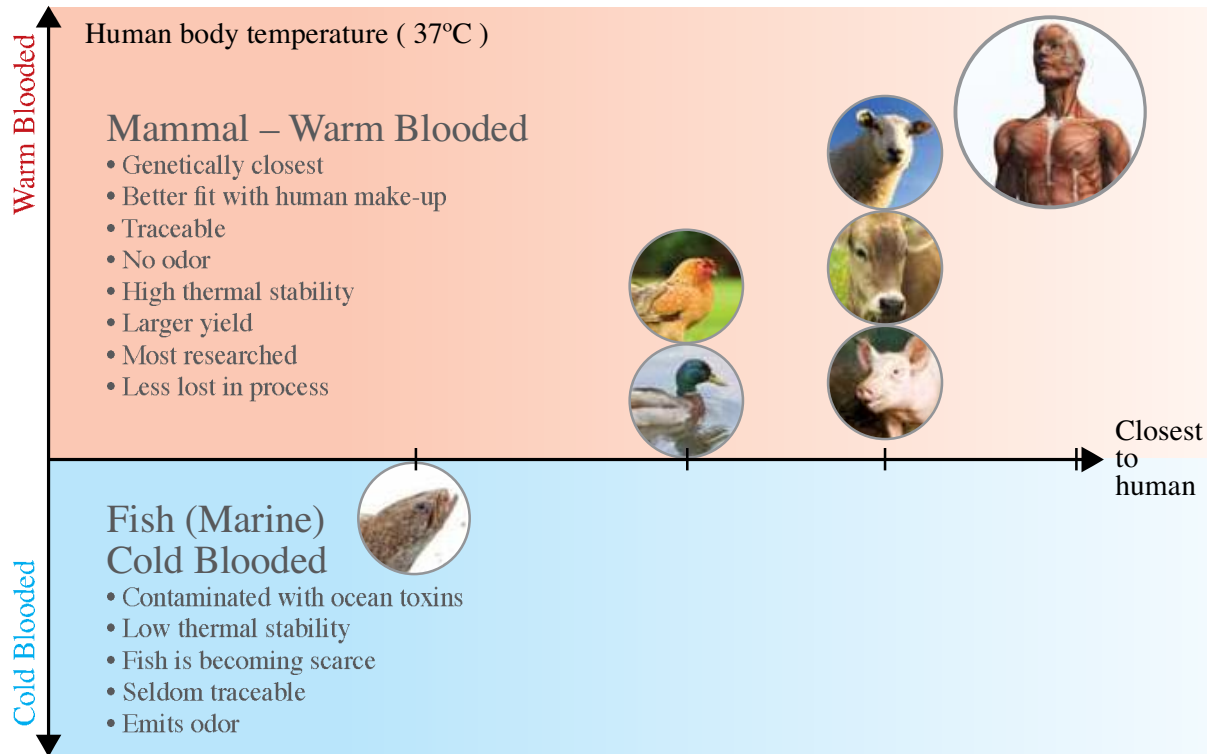 Human body temperature ( 37ºC )
Warm Blooded
Mammal – Warm Blooded
• Genetically closest
• Better fit with human make-up
• Traceable
• No odor
• High thermal stability
• Larger yield
• Most researched
• Less lost in process
Closest
to
human
Fish (Marine)
Cold Blooded
• Contaminated with ocean toxins
• Low thermal stability
• Fish is becoming scarce
• Seldom traceable
• Emits odor
Cold Blooded